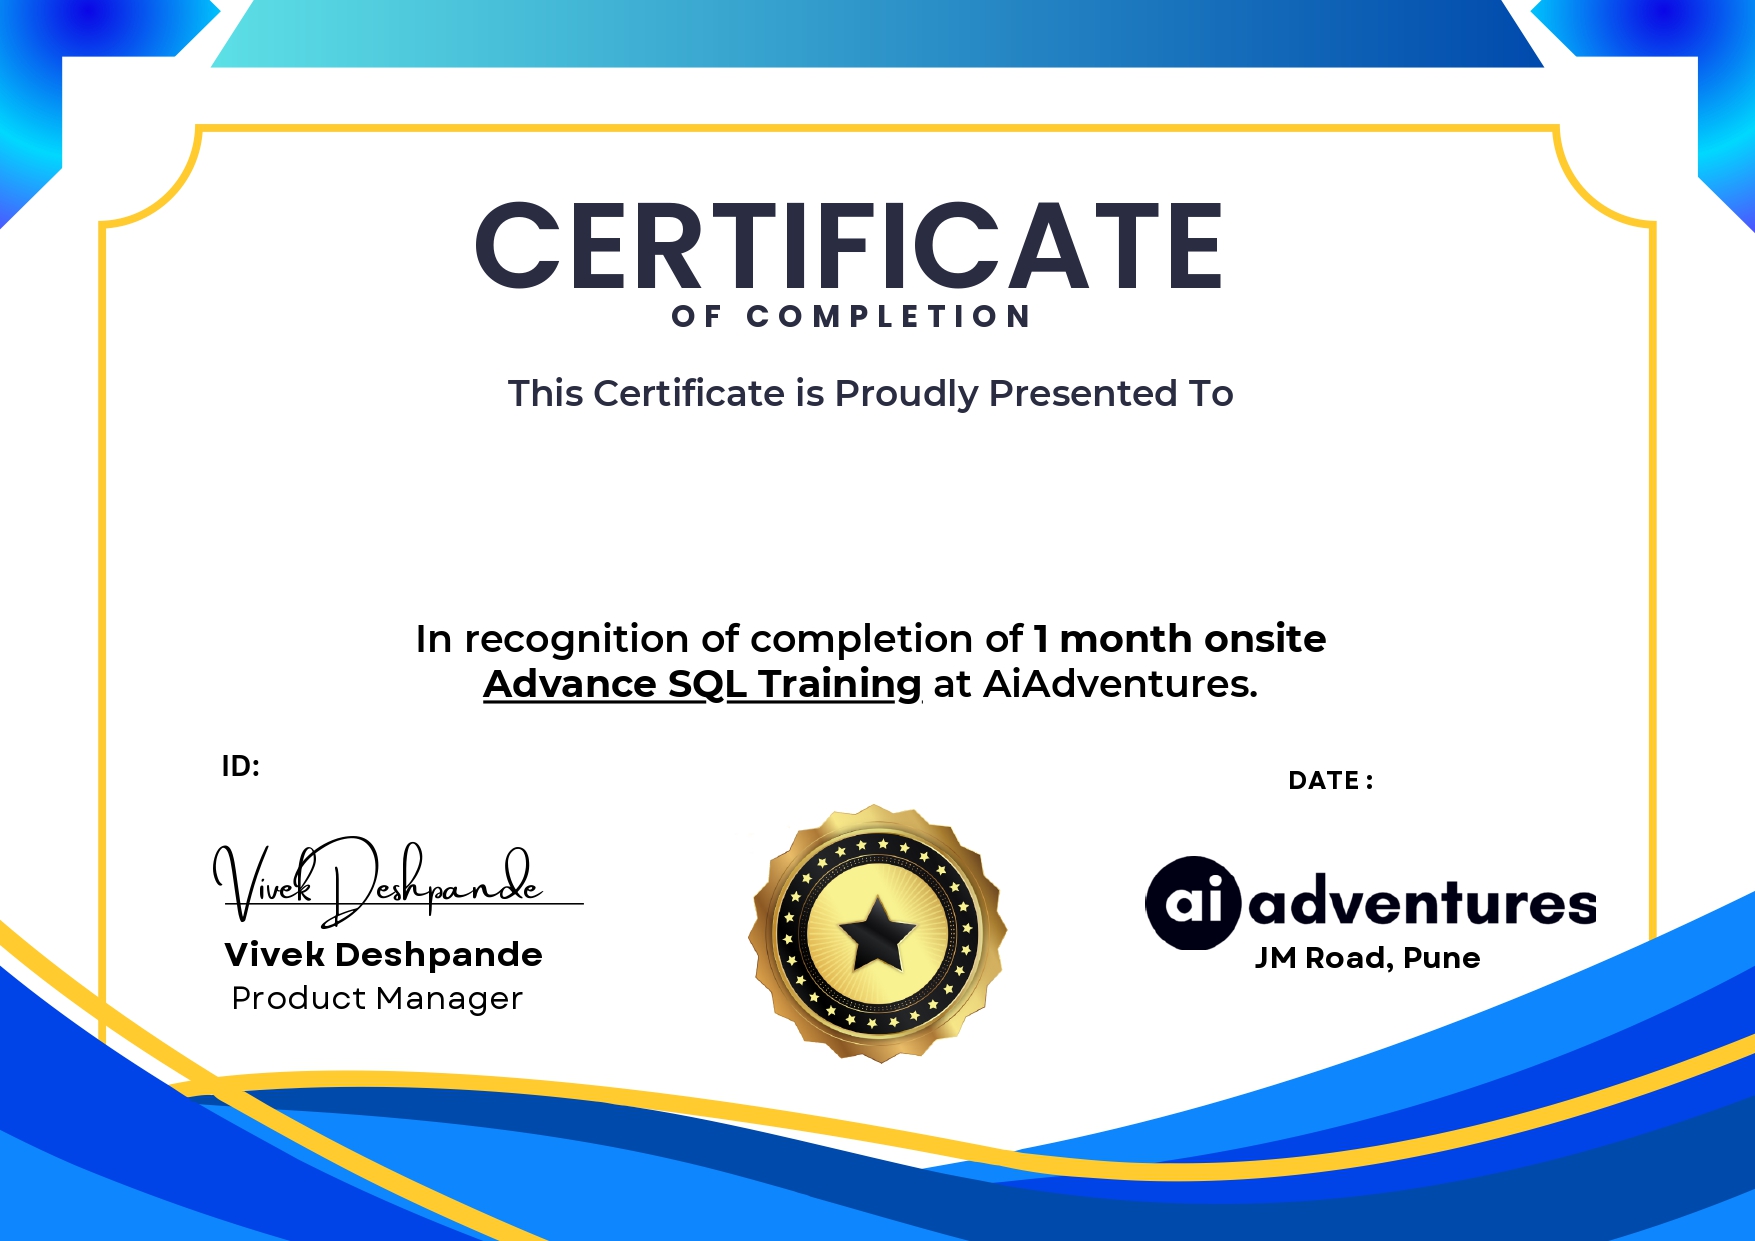 CERTIFICATE
OF COMPLETION
This Certificate is Proudly Presented To
In recognition of completion of 1 month onsite
Advance SQL Training at AiAdventures.
ID:
DATE :
Vivek Deshpande
Vivek Deshpande
Product Manager
ai adventures
JM Road, Pune